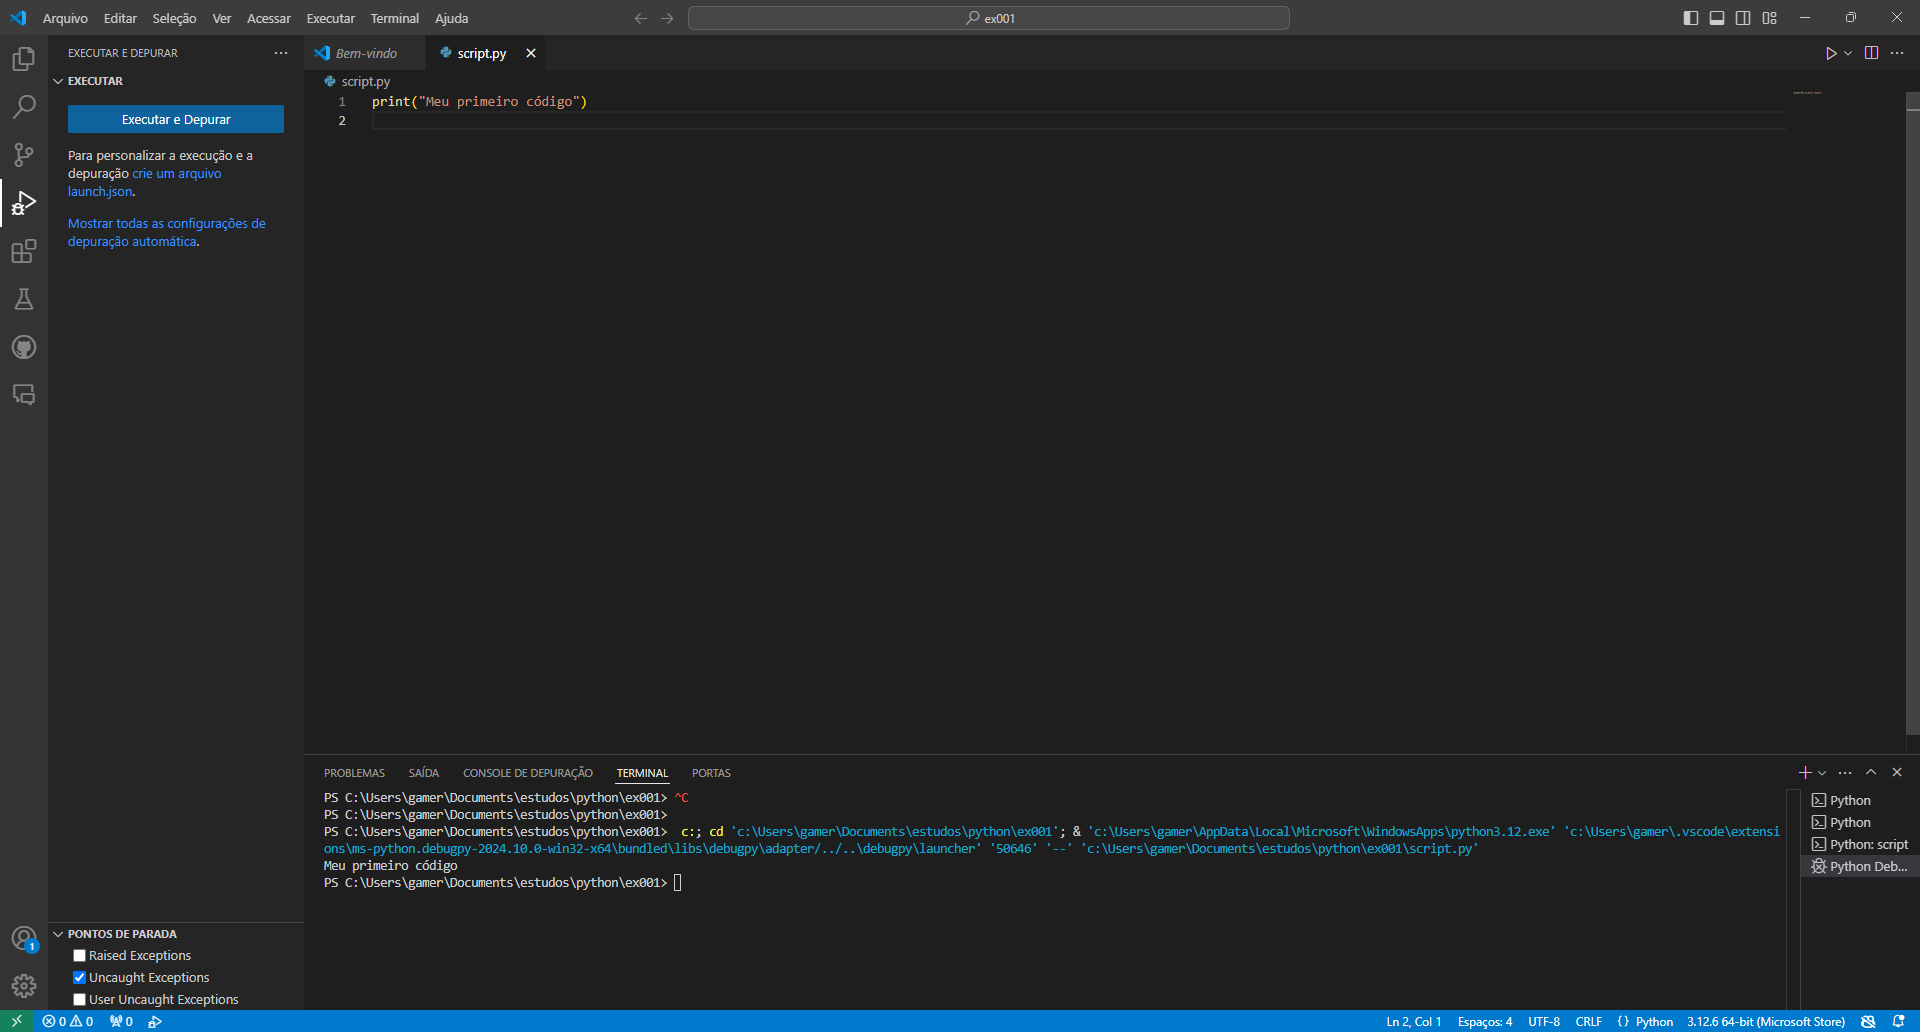 Arquivo Editar Seleção Ver Acessar Executar Terminal Ajuda
ex001
EXECUTAR E DEPURAR
EXECUTAR
Executar e Depurar
Para personalizar a execução e a
depuração crie um arquivo
launch.json.
Mostrar todas as configurações de
depuração automática.
PONTOS DE PARADA
Raised Exceptions
Uncaught Exceptions
User Uncaught Exceptions
Bem-vindo script.py
script.py
1 print("Meu primeiro código")
2
PROBLEMAS SAÍDA CONSOLE DE DEPURAÇÃO TERMINAL PORTAS
PS C:\Users\gamer\Documents\estudos\python\ex001> ^C
PS C:\Users\gamer\Documents\estudos\python\ex001>
PS C:\Users\gamer\Documents\estudos\python\ex001>  c:; cd 'c:\Users\gamer\Documents\estudos\python\ex001'; & 'c:\Users\gamer\AppData\Local\Microsoft\WindowsApps\python3.12.exe' 'c:\Users\gamer\.vscode\extensi
ons\ms-python.debugpy-2024.10.0-win32-x64\bundled\libs\debugpy\adapter/../..\debugpy\launcher' '50646' '--' 'c:\Users\gamer\Documents\estudos\python\ex001\script.py'
Meu primeiro código
PS C:\Users\gamer\Documents\estudos\python\ex001>
Python
Python
Python: script
Python Deb...
1
0 0 0
Ln 2, Col 1 Espaços: 4 UTF-8 CRLF {} Python 3.12.6 64-bit (Microsoft Store)